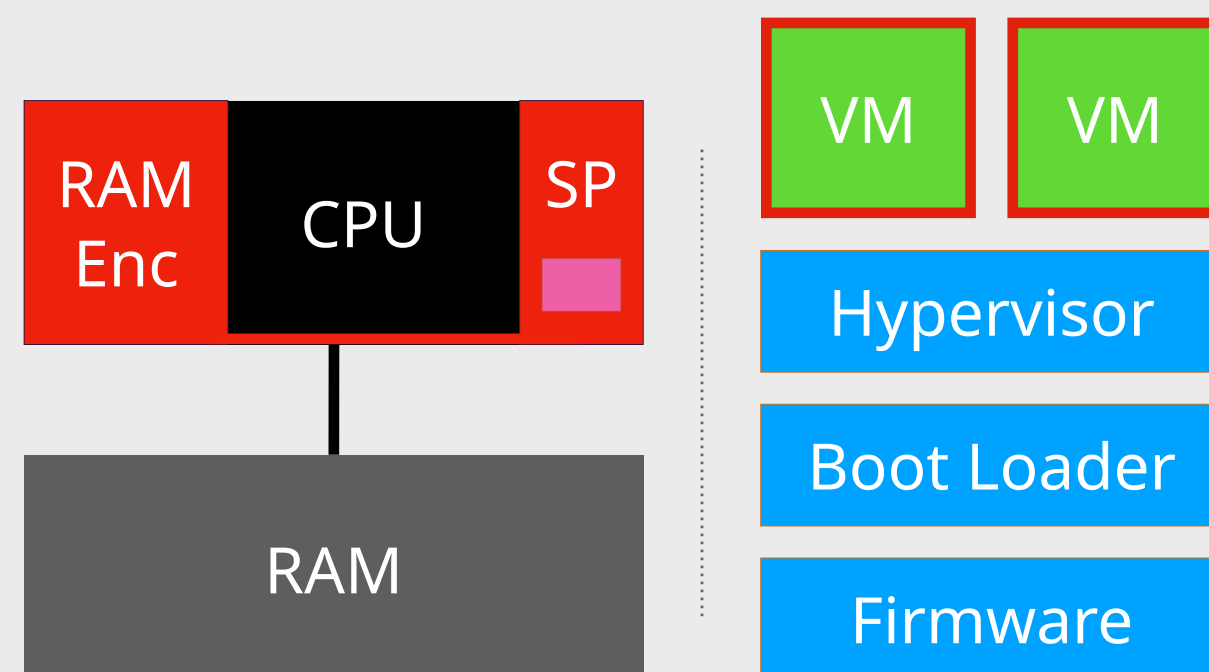 RAM
Enc
CPU
SP
RAM
VM
VM
Hypervisor
Boot Loader
Firmware